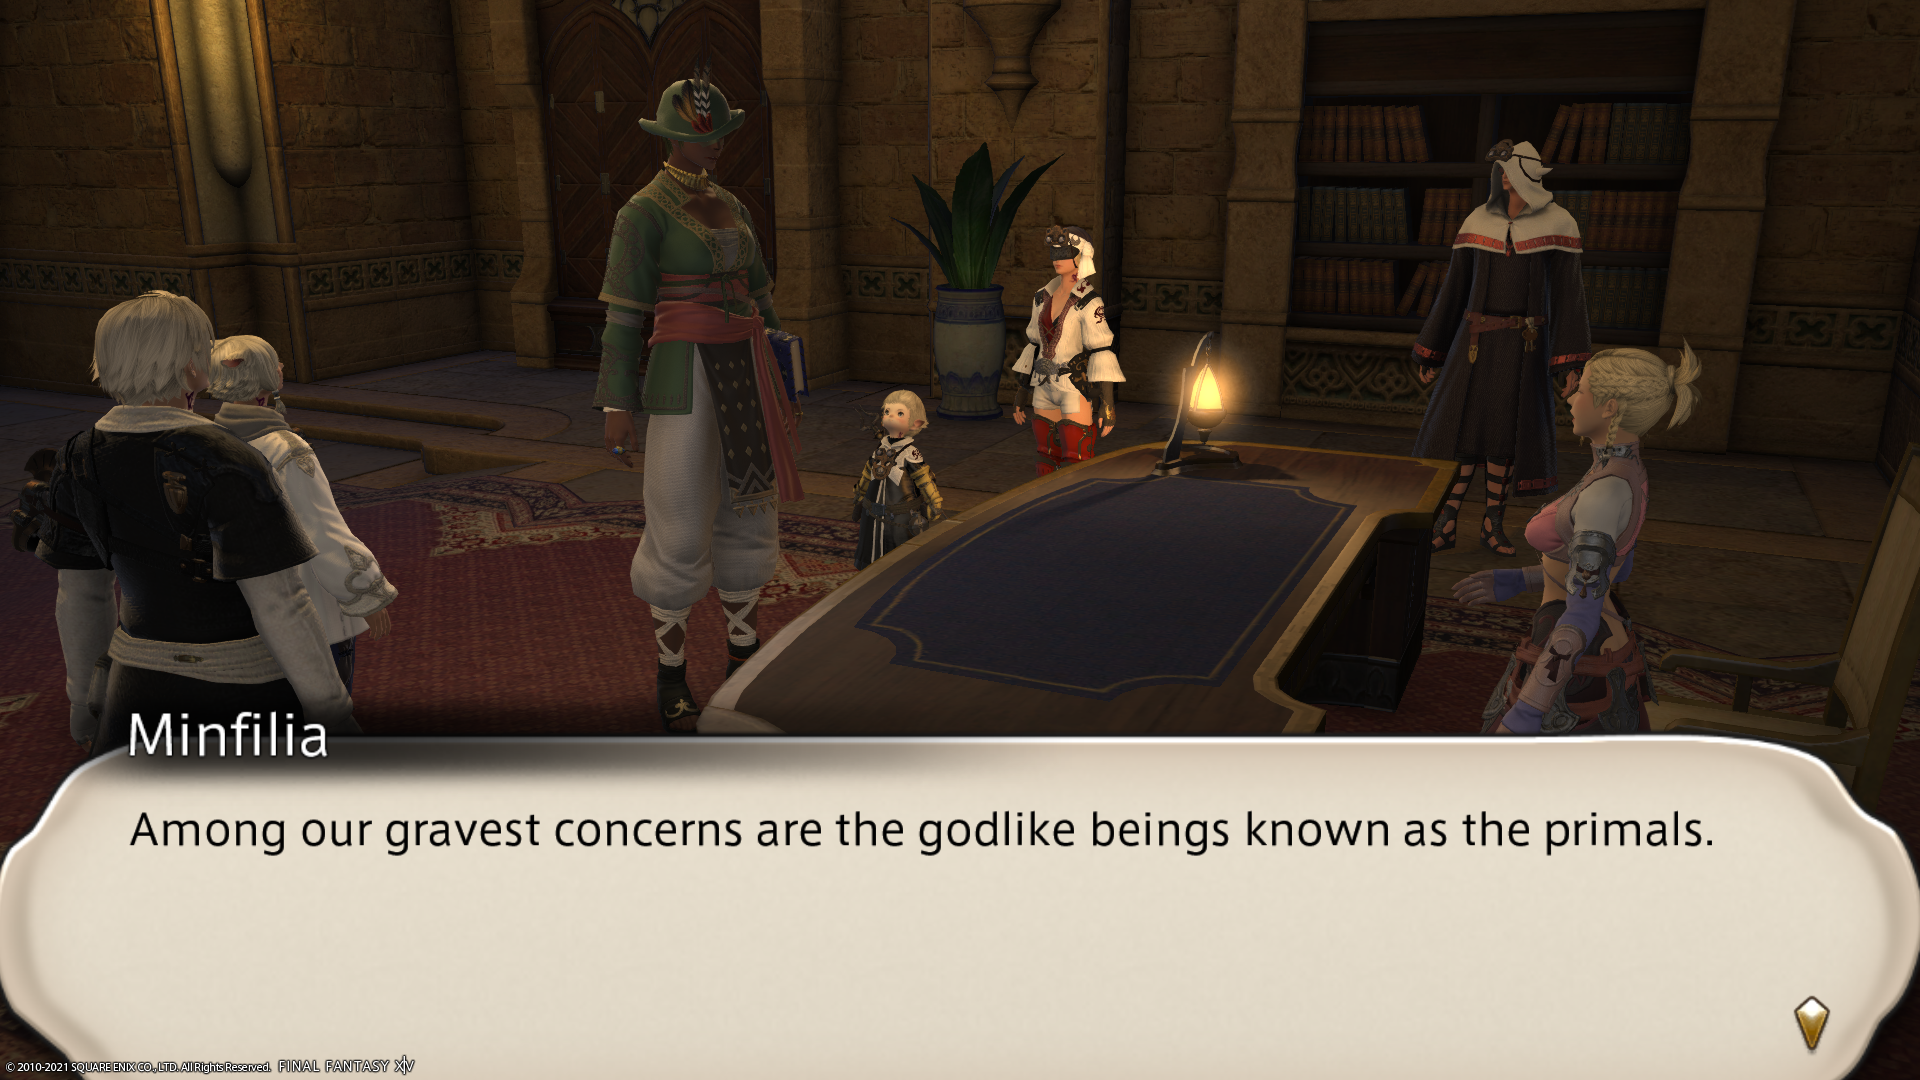 Minfilia
Among our gravest concerns are the godlike beings known as the primals.
© 2010-2021 SQUARE ENIX CO., LTD. All Rights Reserved. FINAL FANTASY XIV